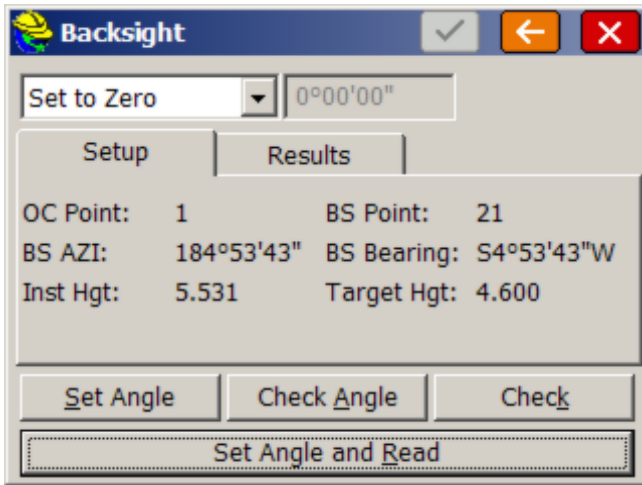 Backsight
Set to Zero 0°00'00"
Setup Results
OC Point: 1 BS Point: 21
BS AZI: 184°53'43" BS Bearing: S4°53'43"W
Inst Hgt: 5.531 Target Hgt: 4.600
Set Angle Check Angle Check
Set Angle and Read